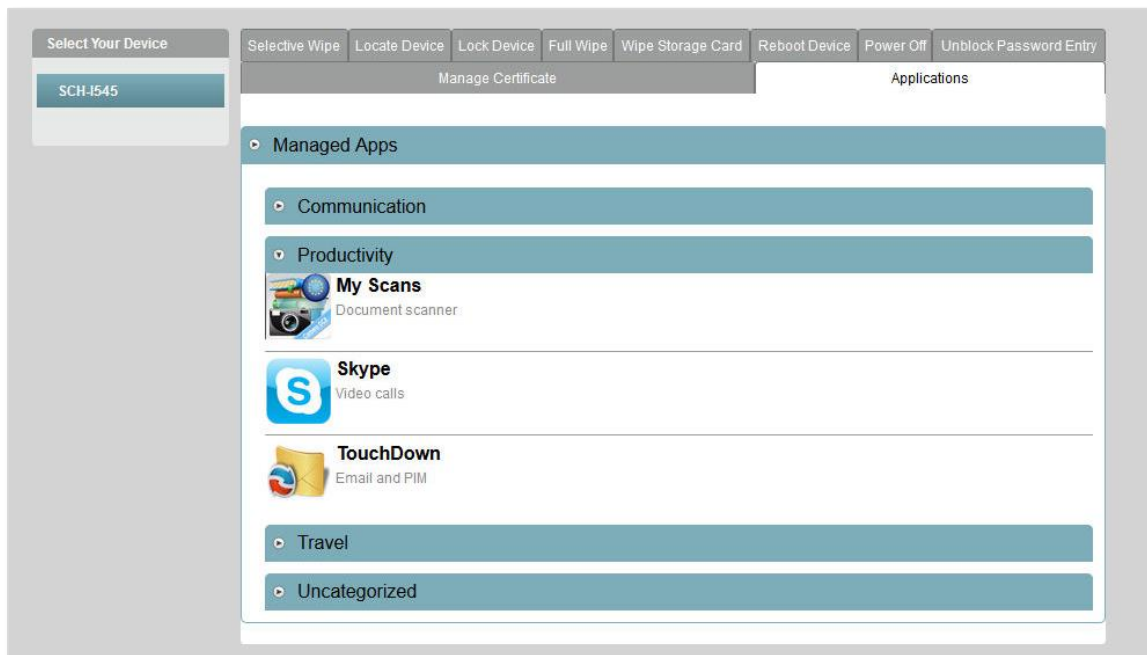 Select Your Device
SCH-I545
Selective Wipe Locate Device Lock Device Full Wipe Wipe Storage Card Reboot Device Power Off Unblock Password Entry
Manage Certificate Applications
Managed Apps
Communication
Productivity
My Scans
Document scanner
Skype
Video calls
TouchDown
Email and PIM
Travel
Uncategorized